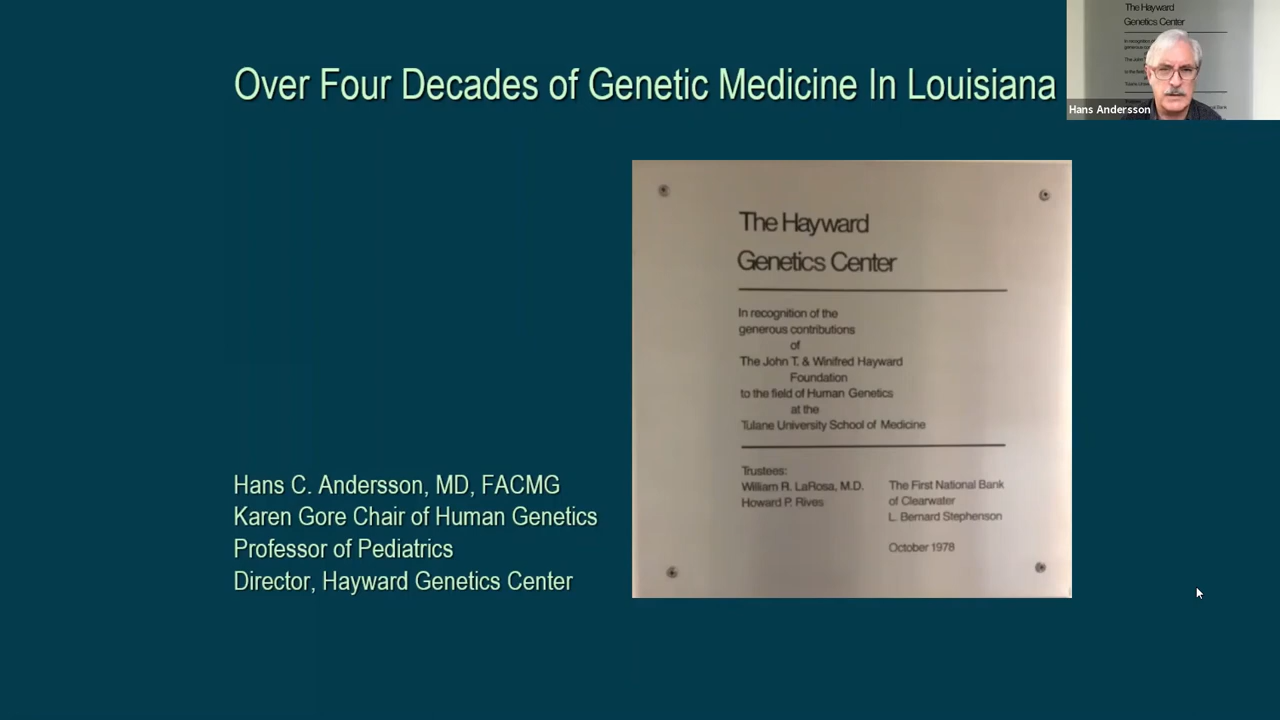 Over Four Decades of Genetic Medicine In Louisiana
The Hayward
Genetics Center
Hans Andersson
The Hayward
Genetics Center
In recognition of the
generous contributions
of
The John T. & Winifred Hayward
Foundation
to the field of Human Genetics
at the
Tulane University School of Medicine
Trustees:
William R. LaRosa, M.D.
Howard P. Rives
The First National Bank
of Clearwater
L. Bernard Stephenson
October 1978
Hans C. Andersson, MD, FACMG
Karen Gore Chair of Human Genetics
Professor of Pediatrics
Director, Hayward Genetics Center